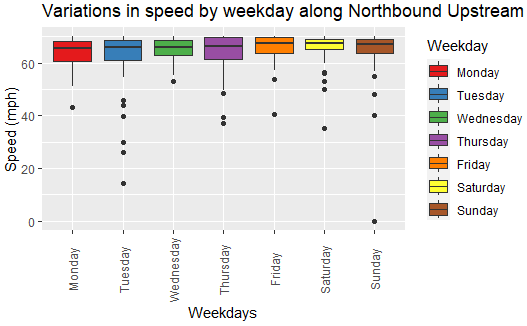 Variations in speed by weekday along Northbound Upstream
Speed (mph)
60
40
20
0
Monday
Tuesday
Wednesday
Thursday
Friday
Saturday
Sunday
Weekdays
Weekday
Monday
Tuesday
Wednesday
Thursday
Friday
Saturday
Sunday